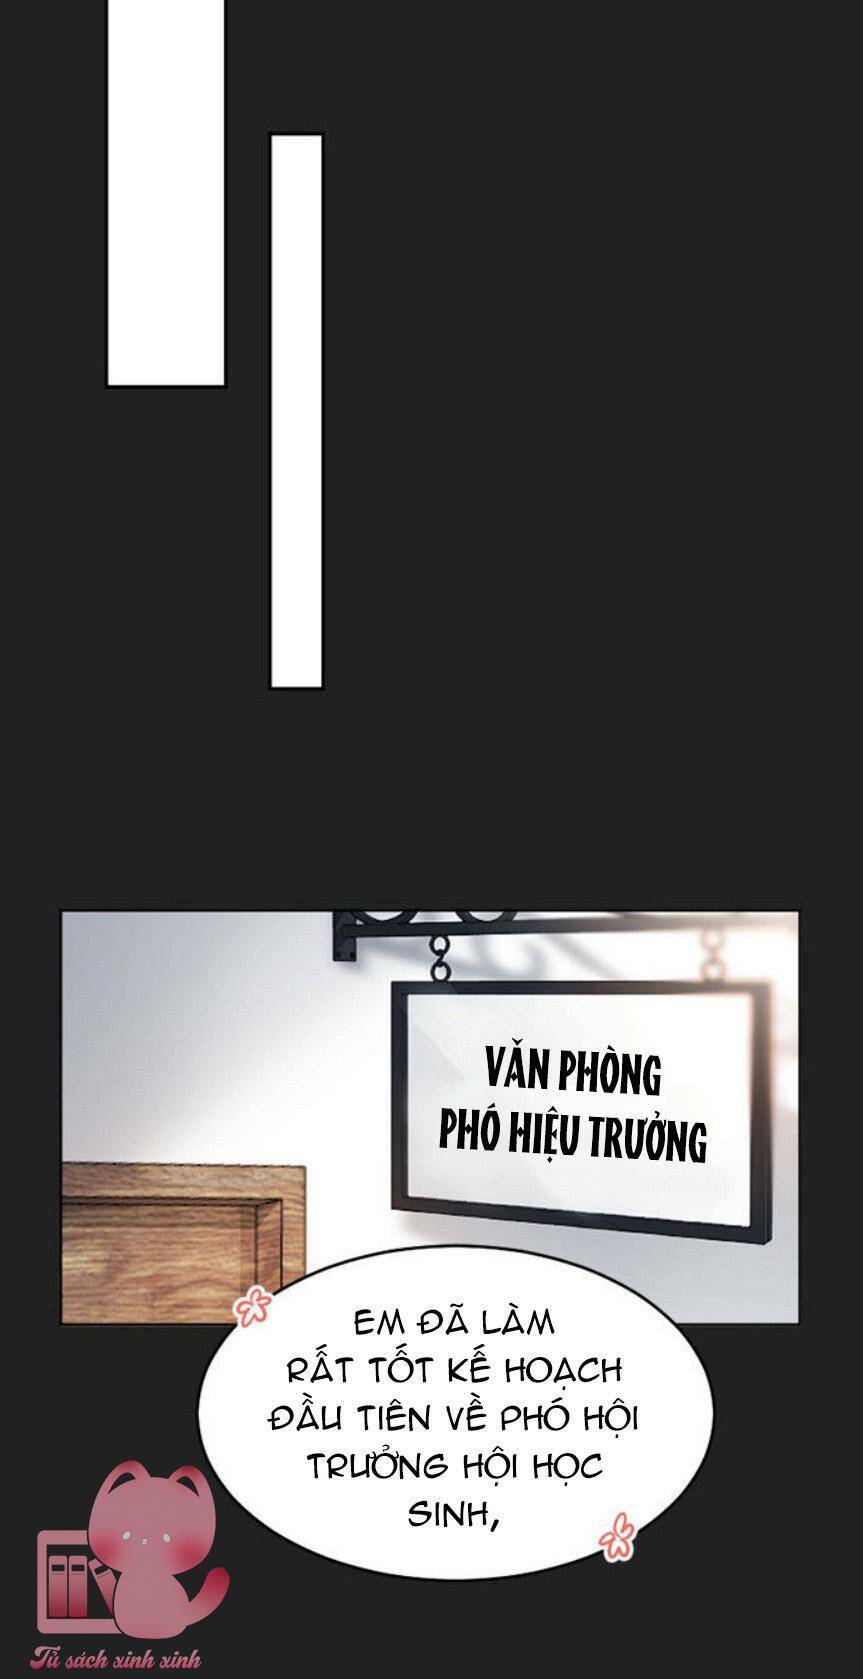 VĂN PHÒNG
PHÓ HIỆU TRƯỞNG
EM ĐÃ LÀM
RẤT TỐT KẾ HOẠCH
ĐẦU TIÊN VỀ PHÓ HỘI
TRƯỞNG HỘI HỌC
SINH,
Tủ sách xinh xinh